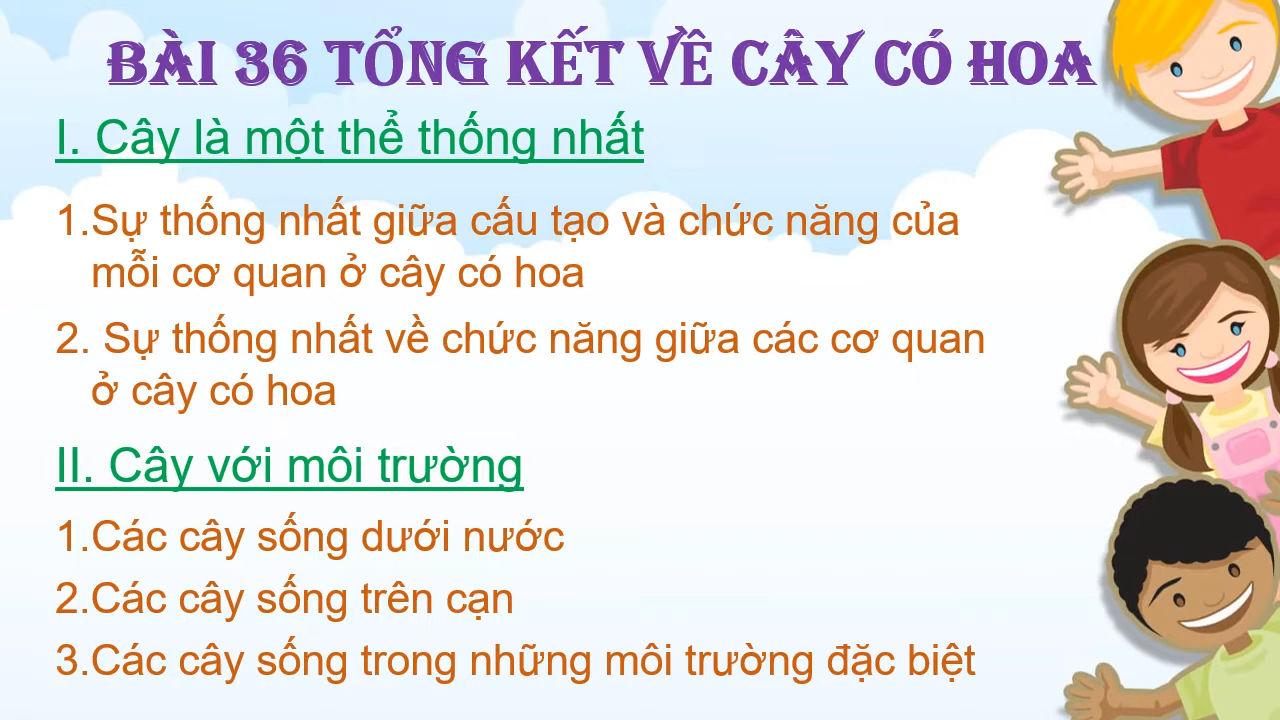 BÀI 36 TỔNG KẾT VỀ CÂY CÓ HOA
I. Cây là một thể thống nhất
1.Sự thống nhất giữa cấu tạo và chức năng của
mỗi cơ quan ở cây có hoa
2. Sự thống nhất về chức năng giữa các cơ quan
ở cây có hoa
II. Cây với môi trường
1.Các cây sống dưới nước
2.Các cây sống trên cạn
3.Các cây sống trong những môi trường đặc biệt